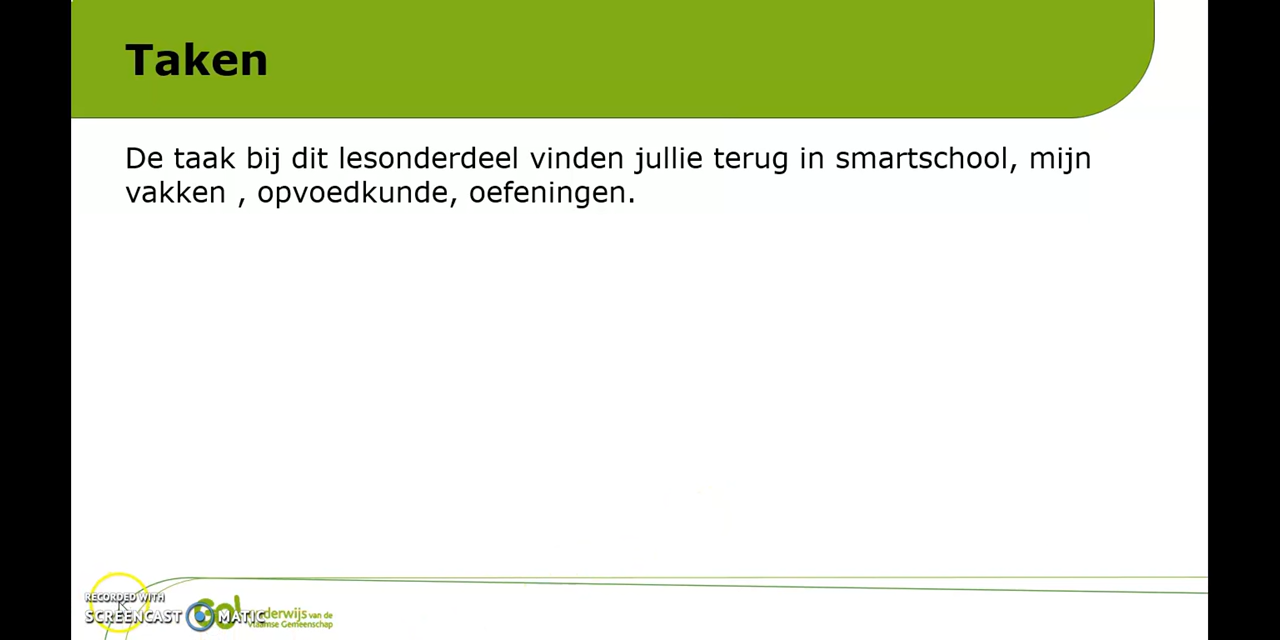 Taken
De taak bij dit lesonderdeel vinden jullie terug in smartschool, mijn
vakken , opvoedkunde, oefeningen.
RECORDED WITH
SCREENCAST MATIC
onderwijs van de
Vlaamse Gemeenschap